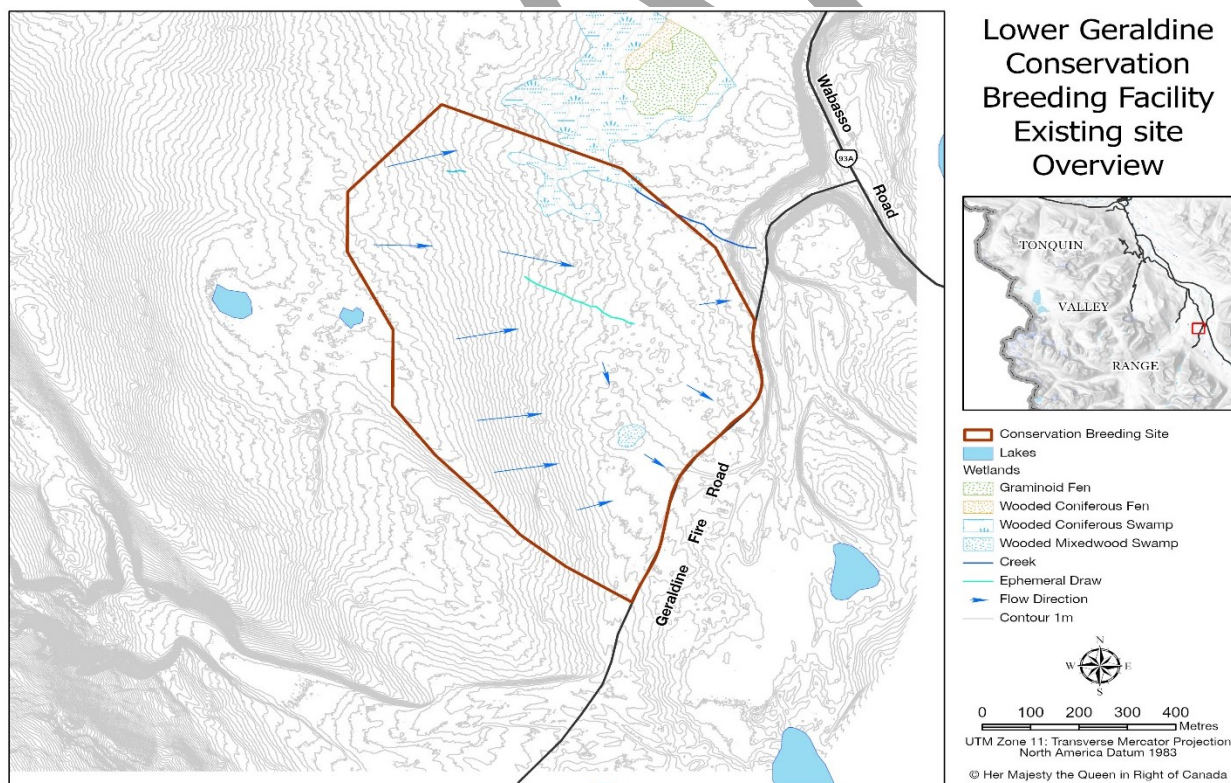 Lower Geraldine
Conservation
Breeding Facility
Existing site
Overview
Wabasso
93A
Road
Geraldine Fire Road
TONQUIN
VALLEY
RANGE
Conservation Breeding Site
Lakes
Wetlands
Graminoid Fen
Wooded Coniferous Fen
Wooded Coniferous Swamp
Wooded Mixedwood Swamp
Creek
Ephemeral Draw
Flow Direction
Contour 1m
N
W E
S
0 100 200 300 400
Metres
UTM Zone 11: Transverse Mercator Projection
North America Datum 1983
© Her Majesty the Queen in Right of Canada